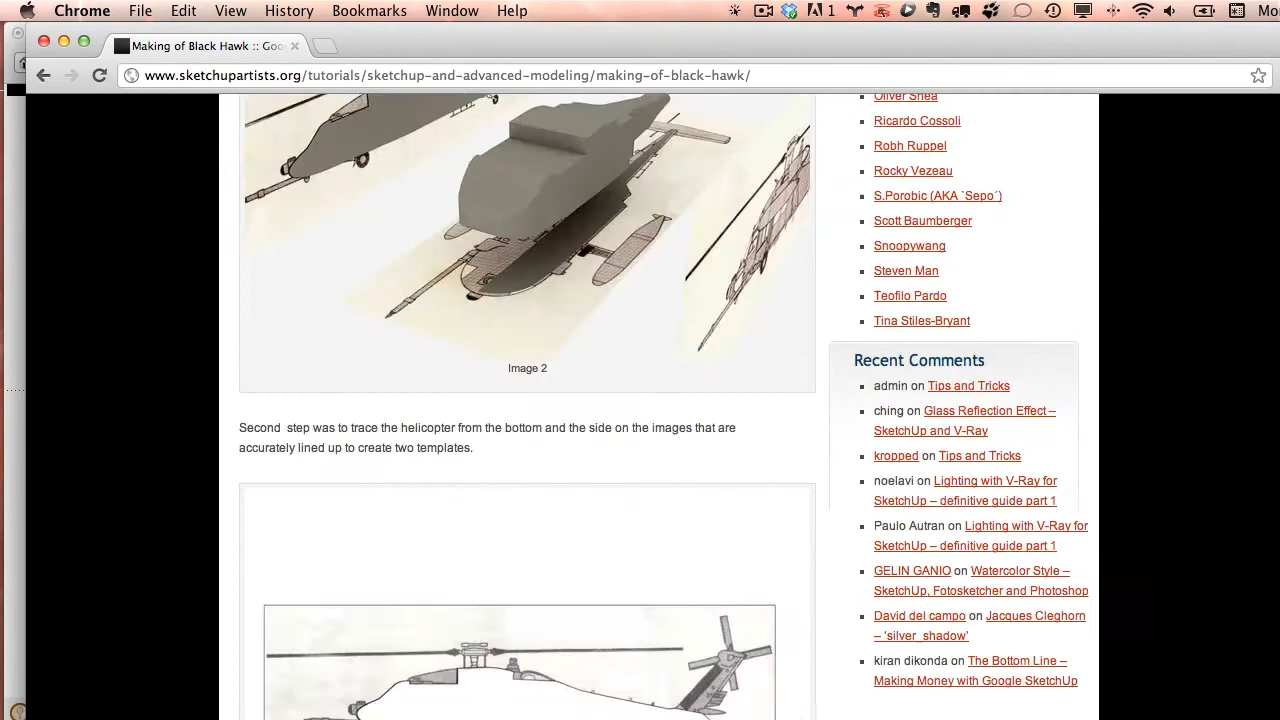 Chrome File Edit View History Bookmarks Window Help
1
Mo
Making of Black Hawk :: Goo
www.sketchupartists.org/tutorials/sketchup-and-advanced-modeling/making-of-black-hawk/
Oliver Shea
Ricardo Cossoli
Robh Ruppel
Rocky Vezeau
S.Porobic (AKA `Sepo´)
Scott Baumberger
Snoopywang
Steven Man
Teofilo Pardo
Tina Stiles-Bryant
Image 2
Second step was to trace the helicopter from the bottom and the side on the images that are
accurately lined up to create two templates.
Recent Comments
admin on Tips and Tricks
ching on Glass Reflection Effect –
SketchUp and V-Ray
kropped on Tips and Tricks
noelavi on Lighting with V-Ray for
SketchUp – definitive guide part 1
Paulo Autran on Lighting with V-Ray for
SketchUp – definitive guide part 1
GELIN GANIO on Watercolor Style –
SketchUp, Fotosketcher and Photoshop
David del campo on Jacques Cleghorn
– 'silver_shadow'
kiran dikonda on The Bottom Line –
Making Money with Google SketchUp